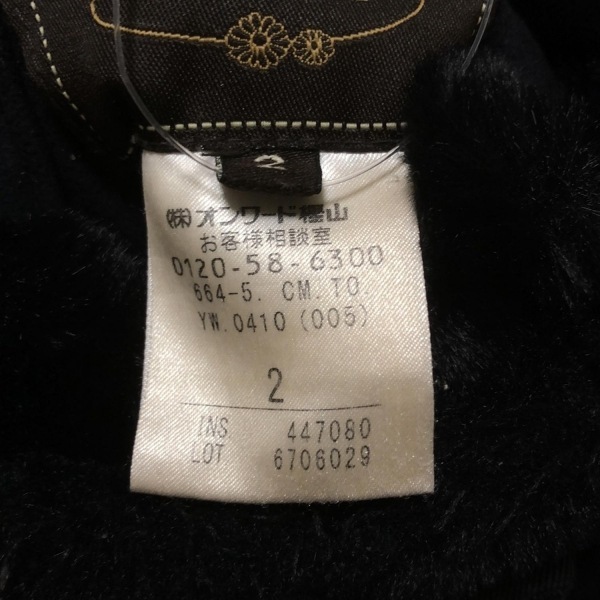 2
㈱オンワード樫山
お客様相談室
0120-58-6300
664-5. CM. TO.
YW. 0410 (005)
2
INS 447080
LOT 6706029